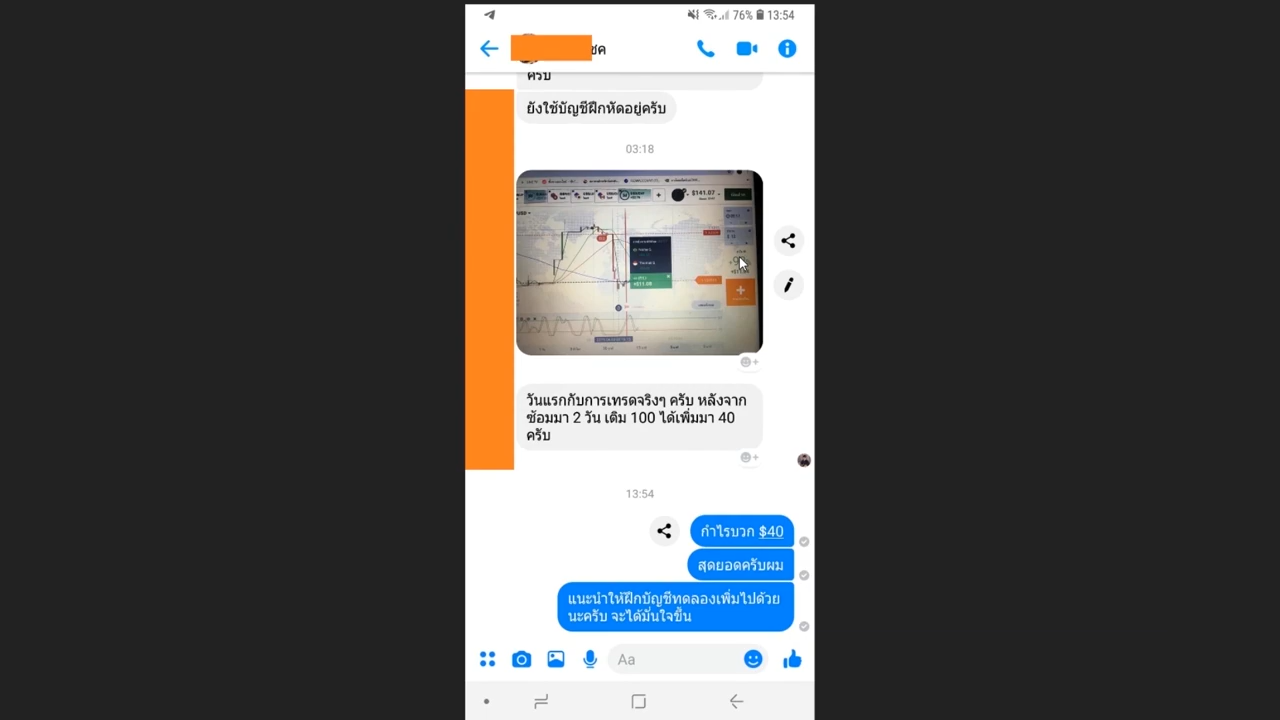 76% 13:54
ชค
ครับ
ยังใช้บัญชีฝึกหัดอยู่ครับ
03:18
$141.07
วันแรกกับการเทรดจริงๆ ครับ หลังจาก
ซ้อมมา 2 วัน เดิม 100 ได้เพิ่มมา 40
ครับ
13:54
กำไรบวก $40
สุดยอดครับผม
แนะนำให้ฝึกบัญชีทดลองเพิ่มไปด้วย
นะครับ จะได้มั่นใจขึ้น
Aa